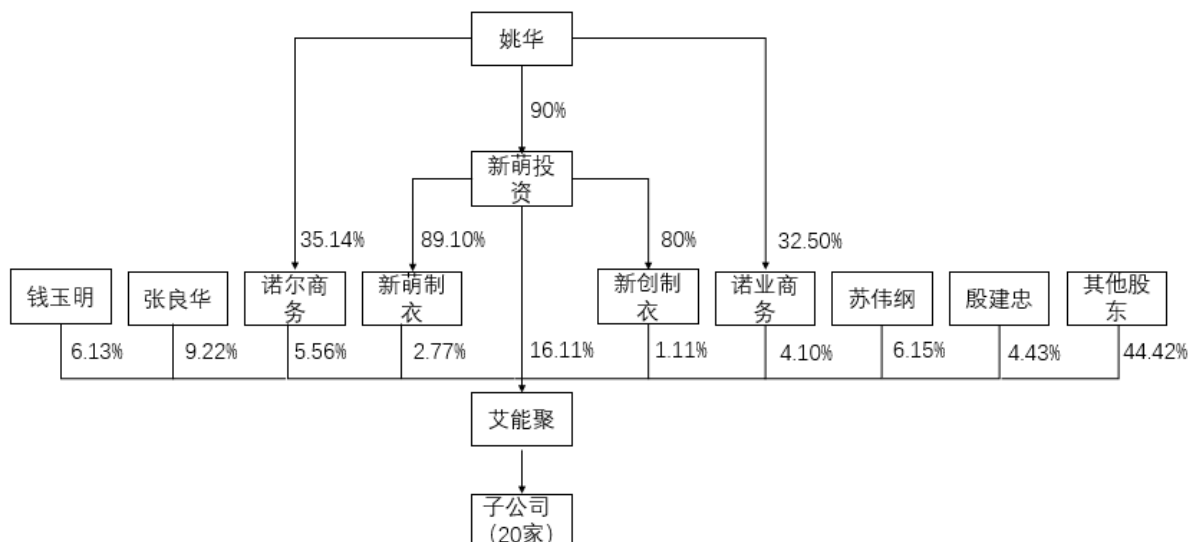 姚华
90%
新萌投
资
35.14%
89.10%
80%
32.50%
钱玉明
张良华
诺尔商
务
新萌制
衣
新创制
衣
诺业商
务
苏伟纲
殷建忠
其他股
东
6.13%
9.22%
5.56%
2.77%
16.11%
1.11%
4.10%
6.15%
4.43%
44.42%
艾能聚
子公司
（20家）